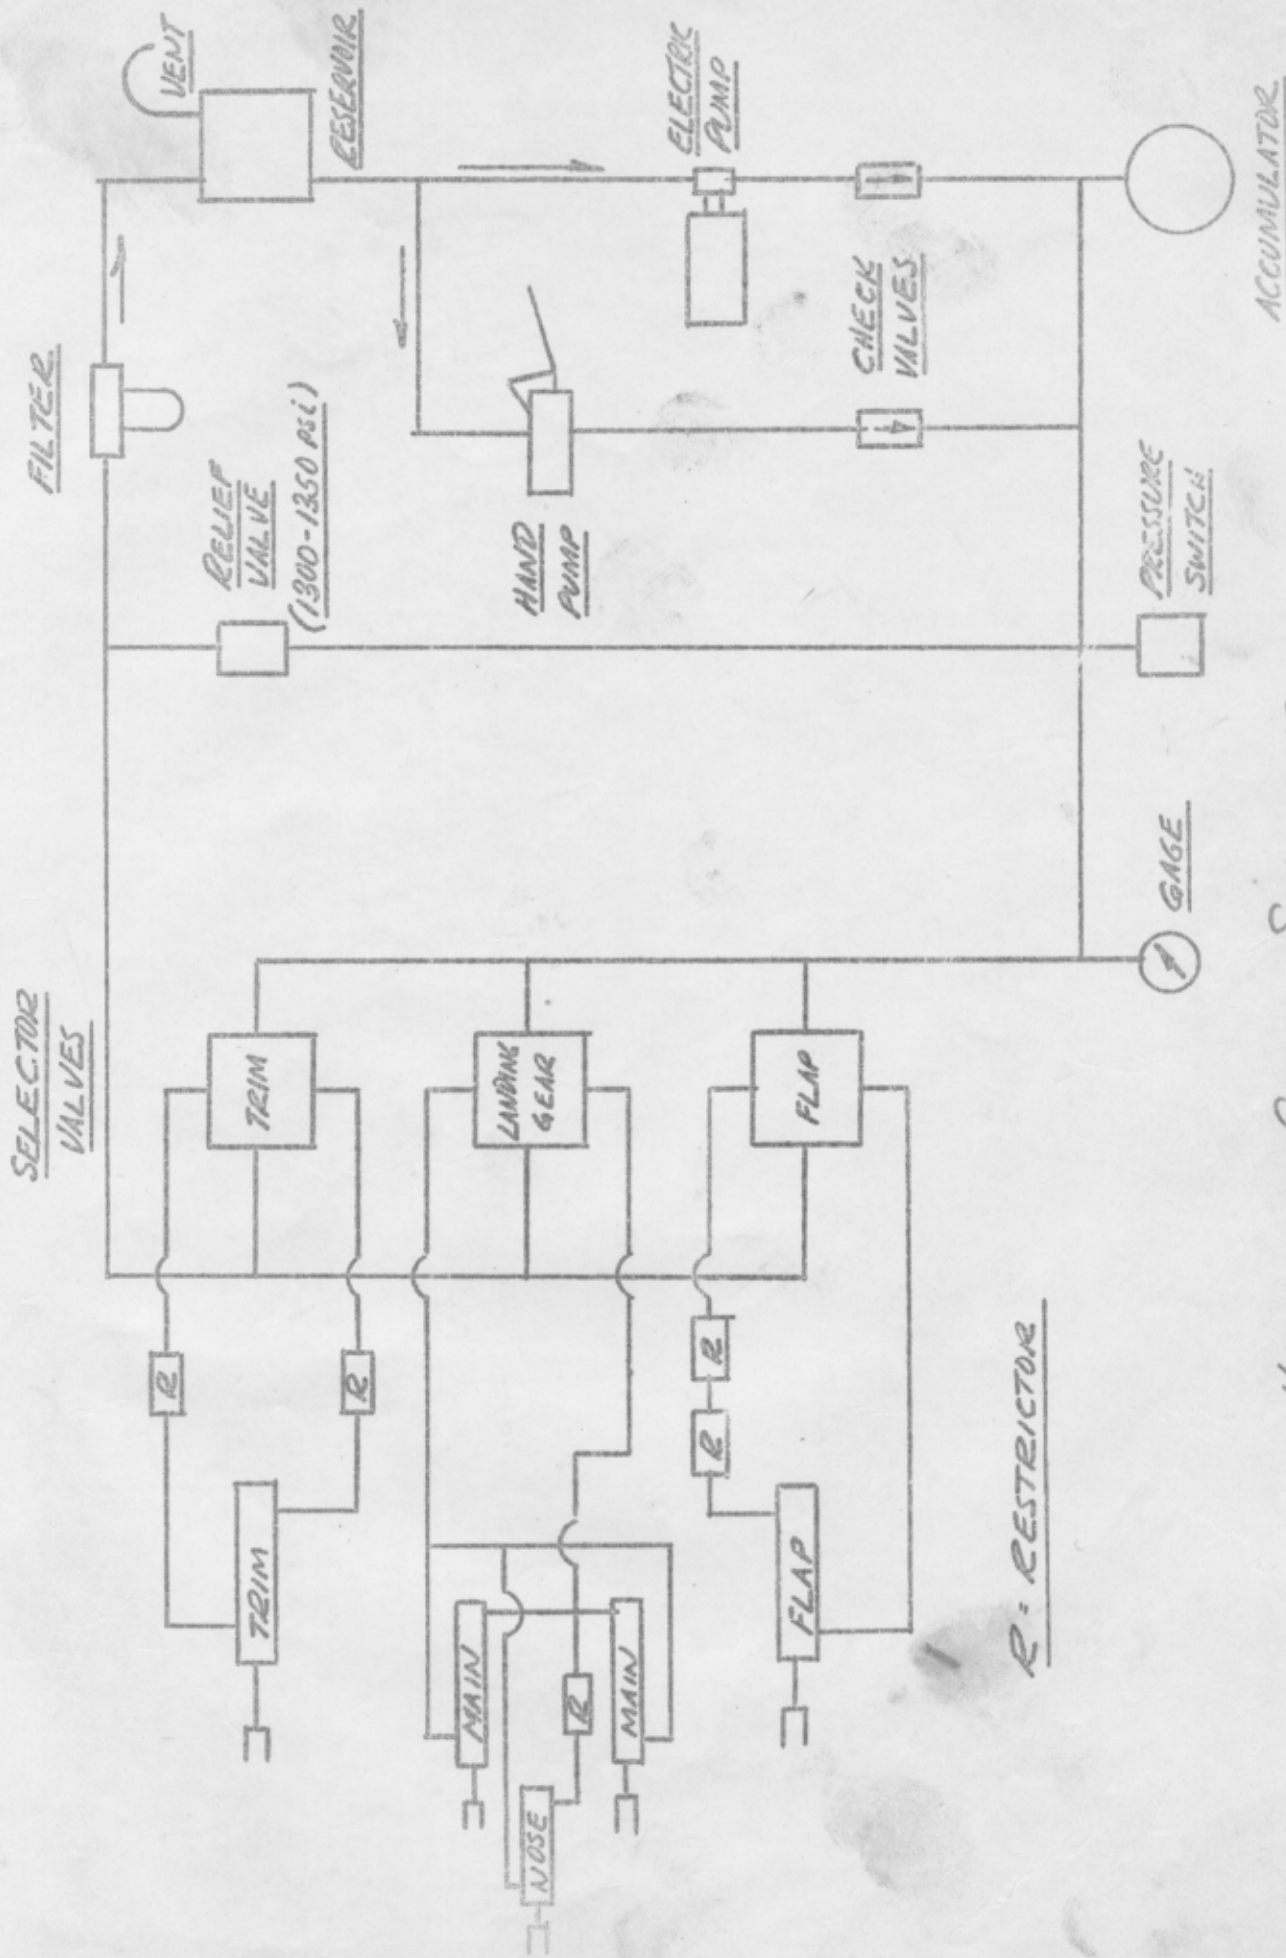 SELECTOR
VALVES
FILTER
VENT
RESERVOIR
RELIEF
VALVE
(1300-1350 PSi)
HAND
PUMP
ELECTRIC
PUMP
CHECK
VALVES
ACCUMULATOR
PRESSURE
SWITCH
GAGE
TRIM
LANDING
GEAR
FLAP
R
R
R
R
TRIM
MAIN
NOSE
R
MAIN
FLAP
R = RESTRICTOR